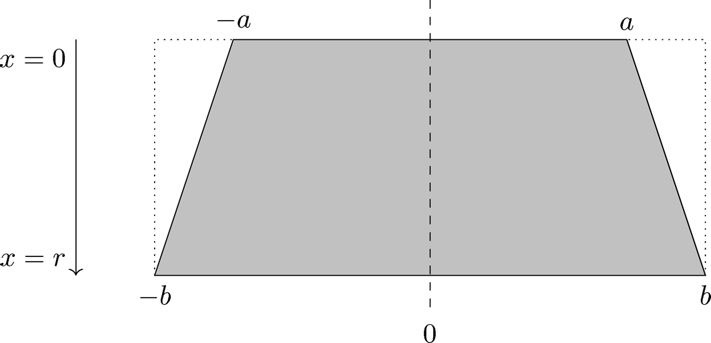 −a a
x = 0
x = r
−b b
0